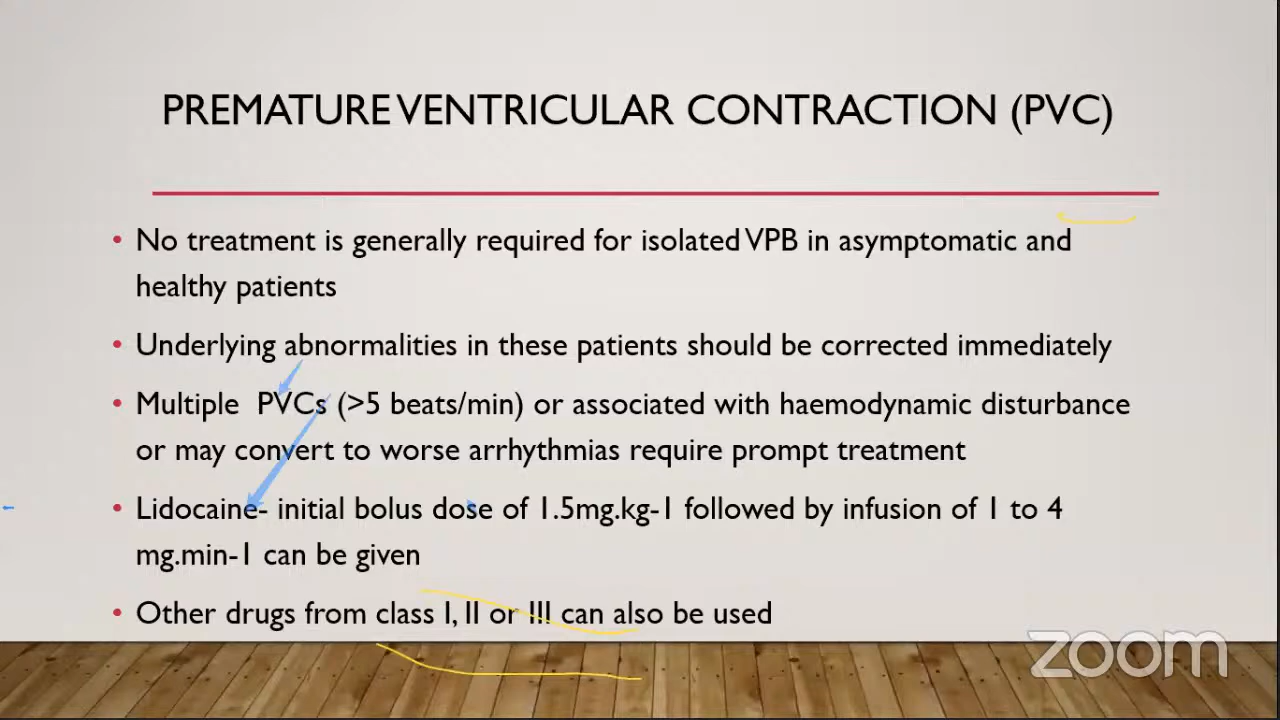 PREMATURE VENTRICULAR CONTRACTION (PVC)
• No treatment is generally required for isolated VPB in asymptomatic and
healthy patients
• Underlying abnormalities in these patients should be corrected immediately
• Multiple PVCs (>5 beats/min) or associated with haemodynamic disturbance
or may convert to worse arrhythmias require prompt treatment
• Lidocaine- initial bolus dose of 1.5mg.kg-1 followed by infusion of 1 to 4
mg.min-1 can be given
• Other drugs from class I, II or III can also be used
zoom